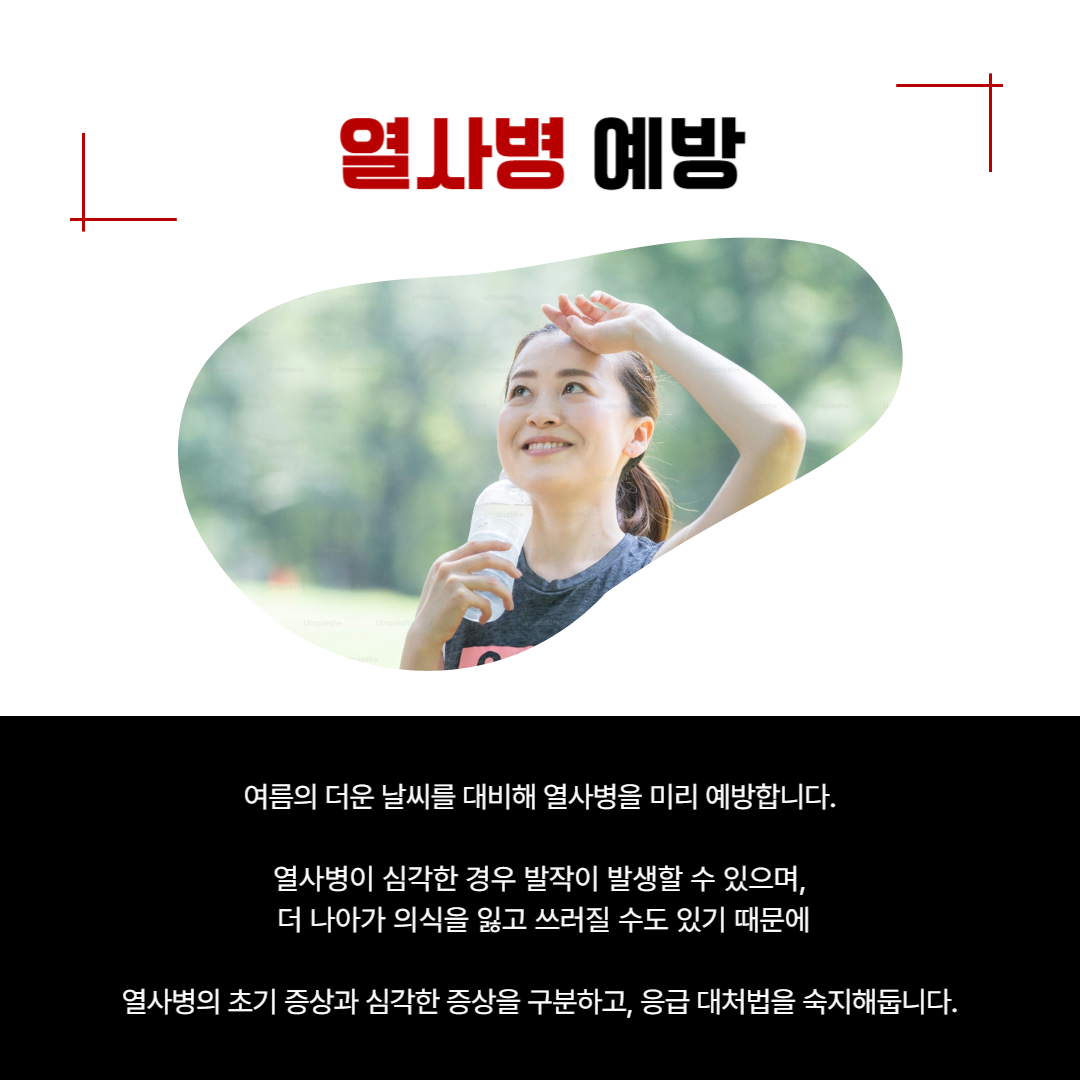 열사병 예방
여름의 더운 날씨를 대비해 열사병을 미리 예방합니다.
열사병이 심각한 경우 발작이 발생할 수 있으며,
더 나아가 의식을 잃고 쓰러질 수도 있기 때문에
열사병의 초기 증상과 심각한 증상을 구분하고, 응급 대처법을 숙지해둡니다.